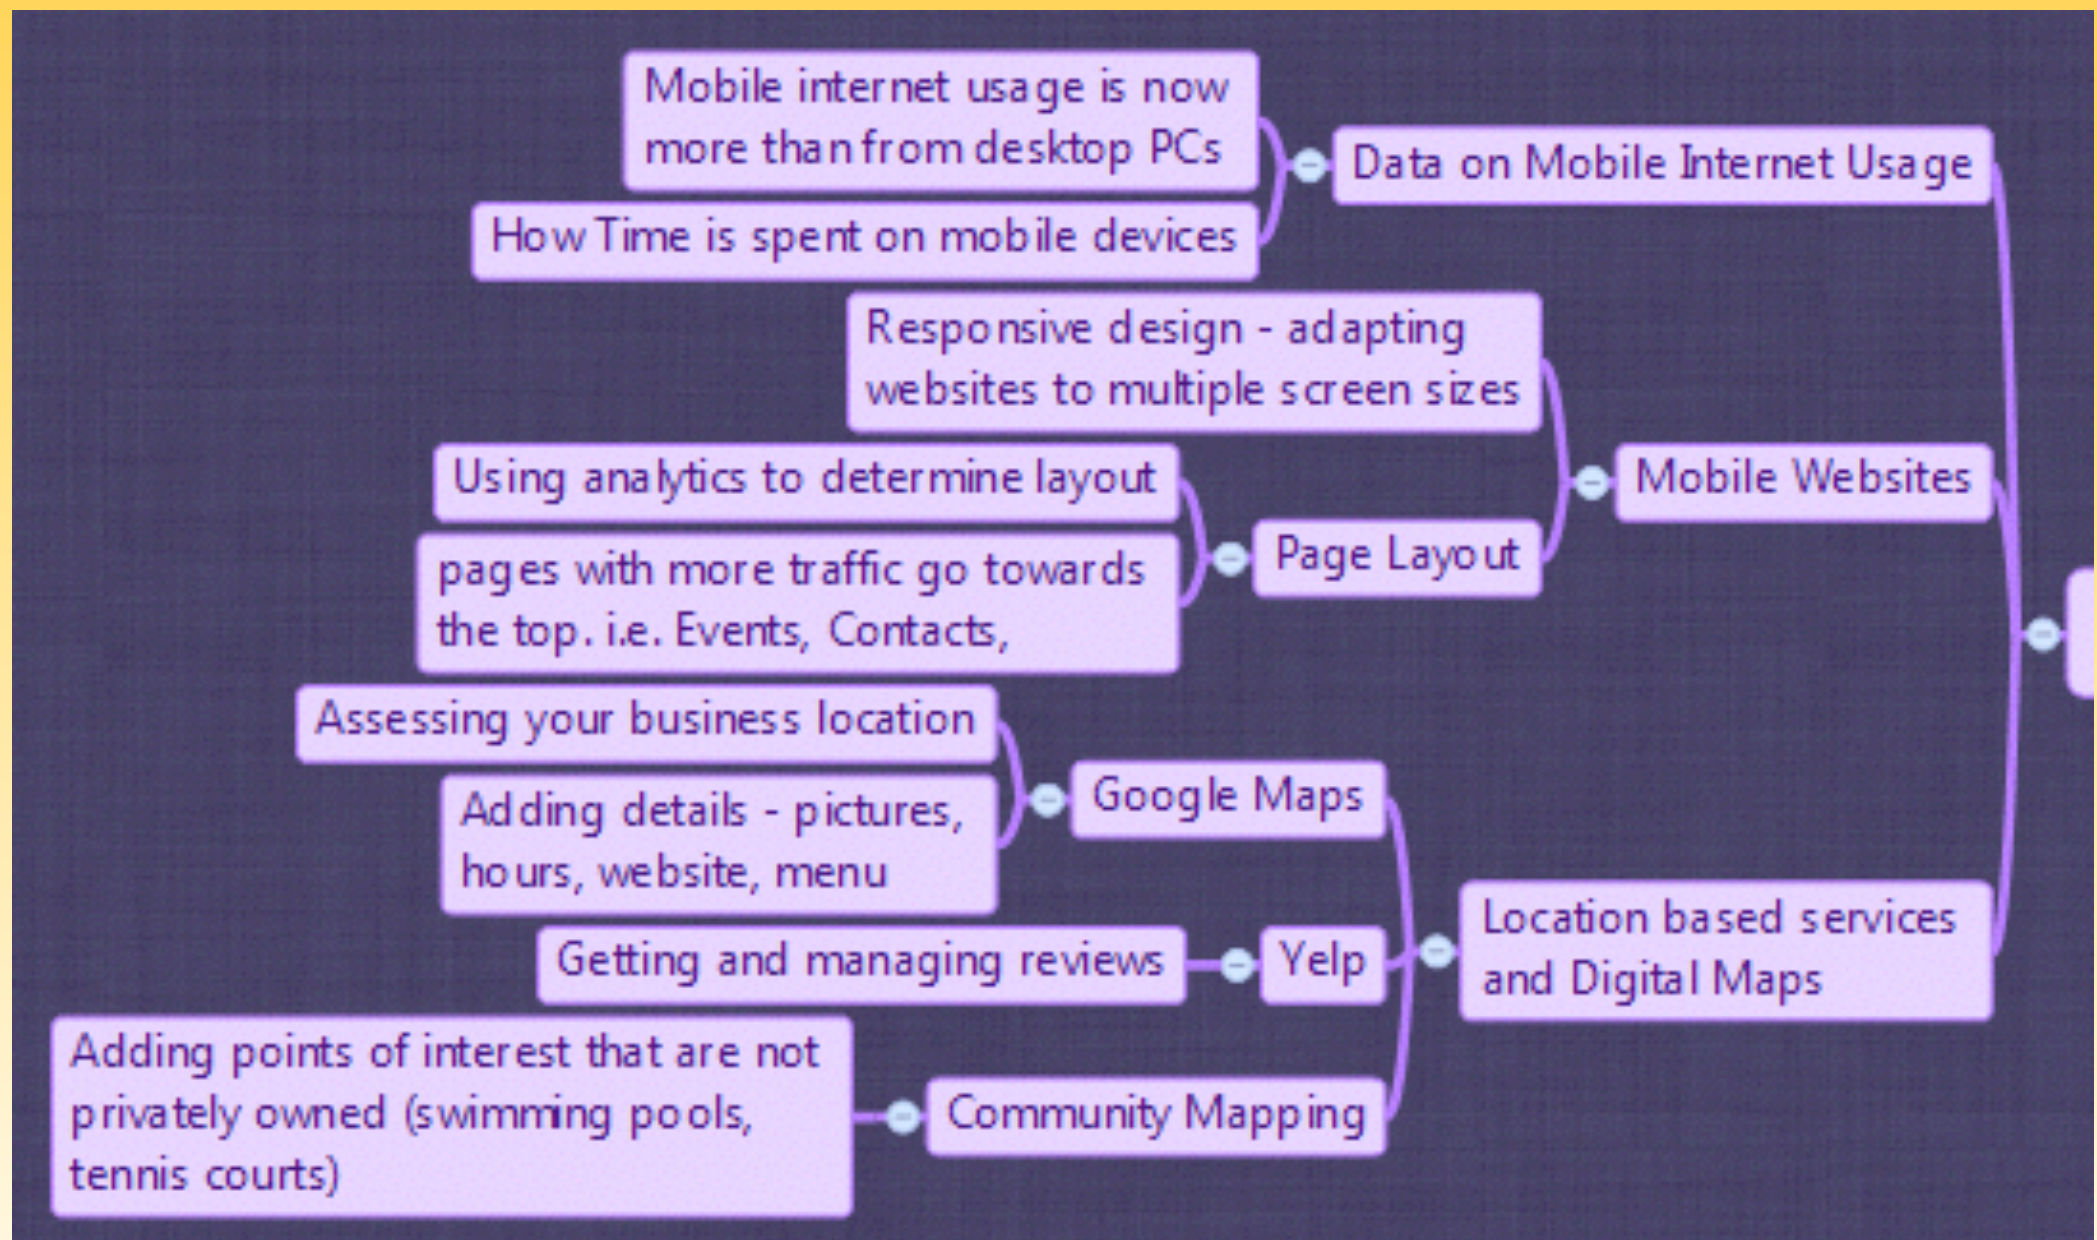 Mobile internet usage is now
more than from desktop PCs
Data on Mobile Internet Usage
How Time is spent on mobile devices
Responsive design - adapting
websites to multiple screen sizes
Using analytics to determine layout
Mobile Websites
Page Layout
pages with more traffic go towards
the top. i.e. Events, Contacts,
Assessing your business location
Google Maps
Adding details - pictures,
hours, website, menu
Location based services
and Digital Maps
Getting and managing reviews
Yelp
Adding points of interest that are not
privately owned (swimming pools,
tennis courts)
Community Mapping